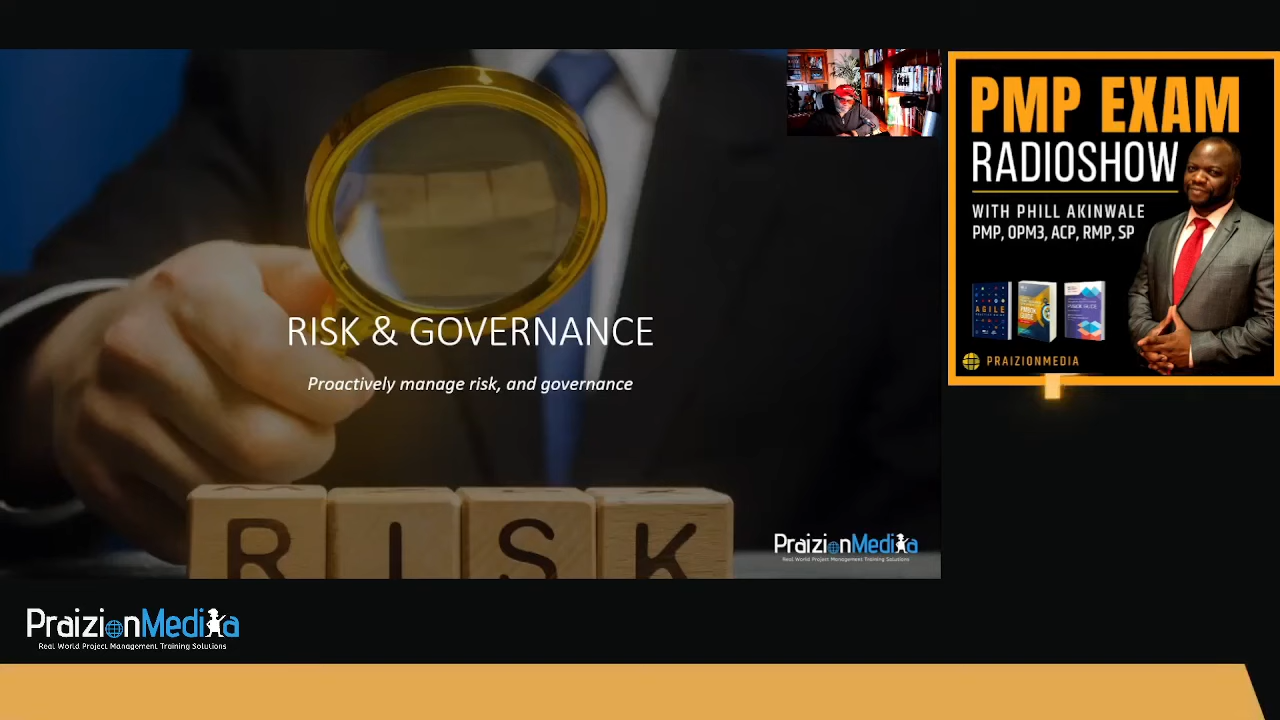 RISK & GOVERNANCE
Proactively manage risk, and governance
RISK
PraizionMedia
Real World Project Management Training Solutions
PMP EXAM
RADIOSHOW
WITH PHILL AKINWALE
PMP, OPM3, ACP, RMP, SP
AGILE
PRAIZIONMEDIA
PraizionMedia
Real World Project Management Training Solutions